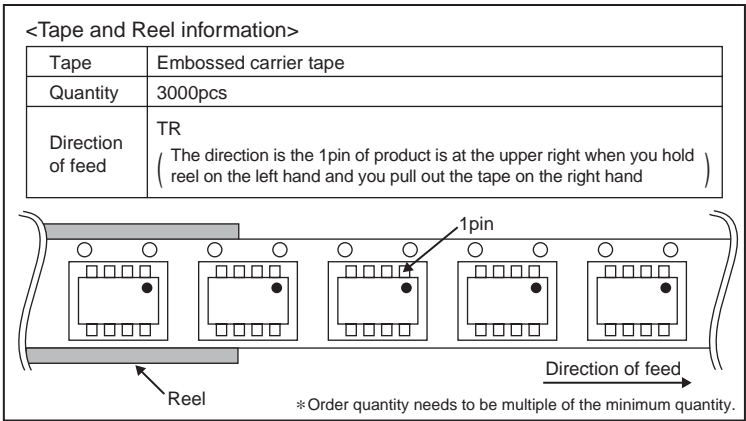 <Tape and Reel information>
Tape Embossed carrier tape
Quantity 3000pcs
Direction of feed TR
( The direction is the 1pin of product is at the upper right when you hold
reel on the left hand and you pull out the tape on the right hand )
1pin
Direction of feed
Reel
∗Order quantity needs to be multiple of the minimum quantity.